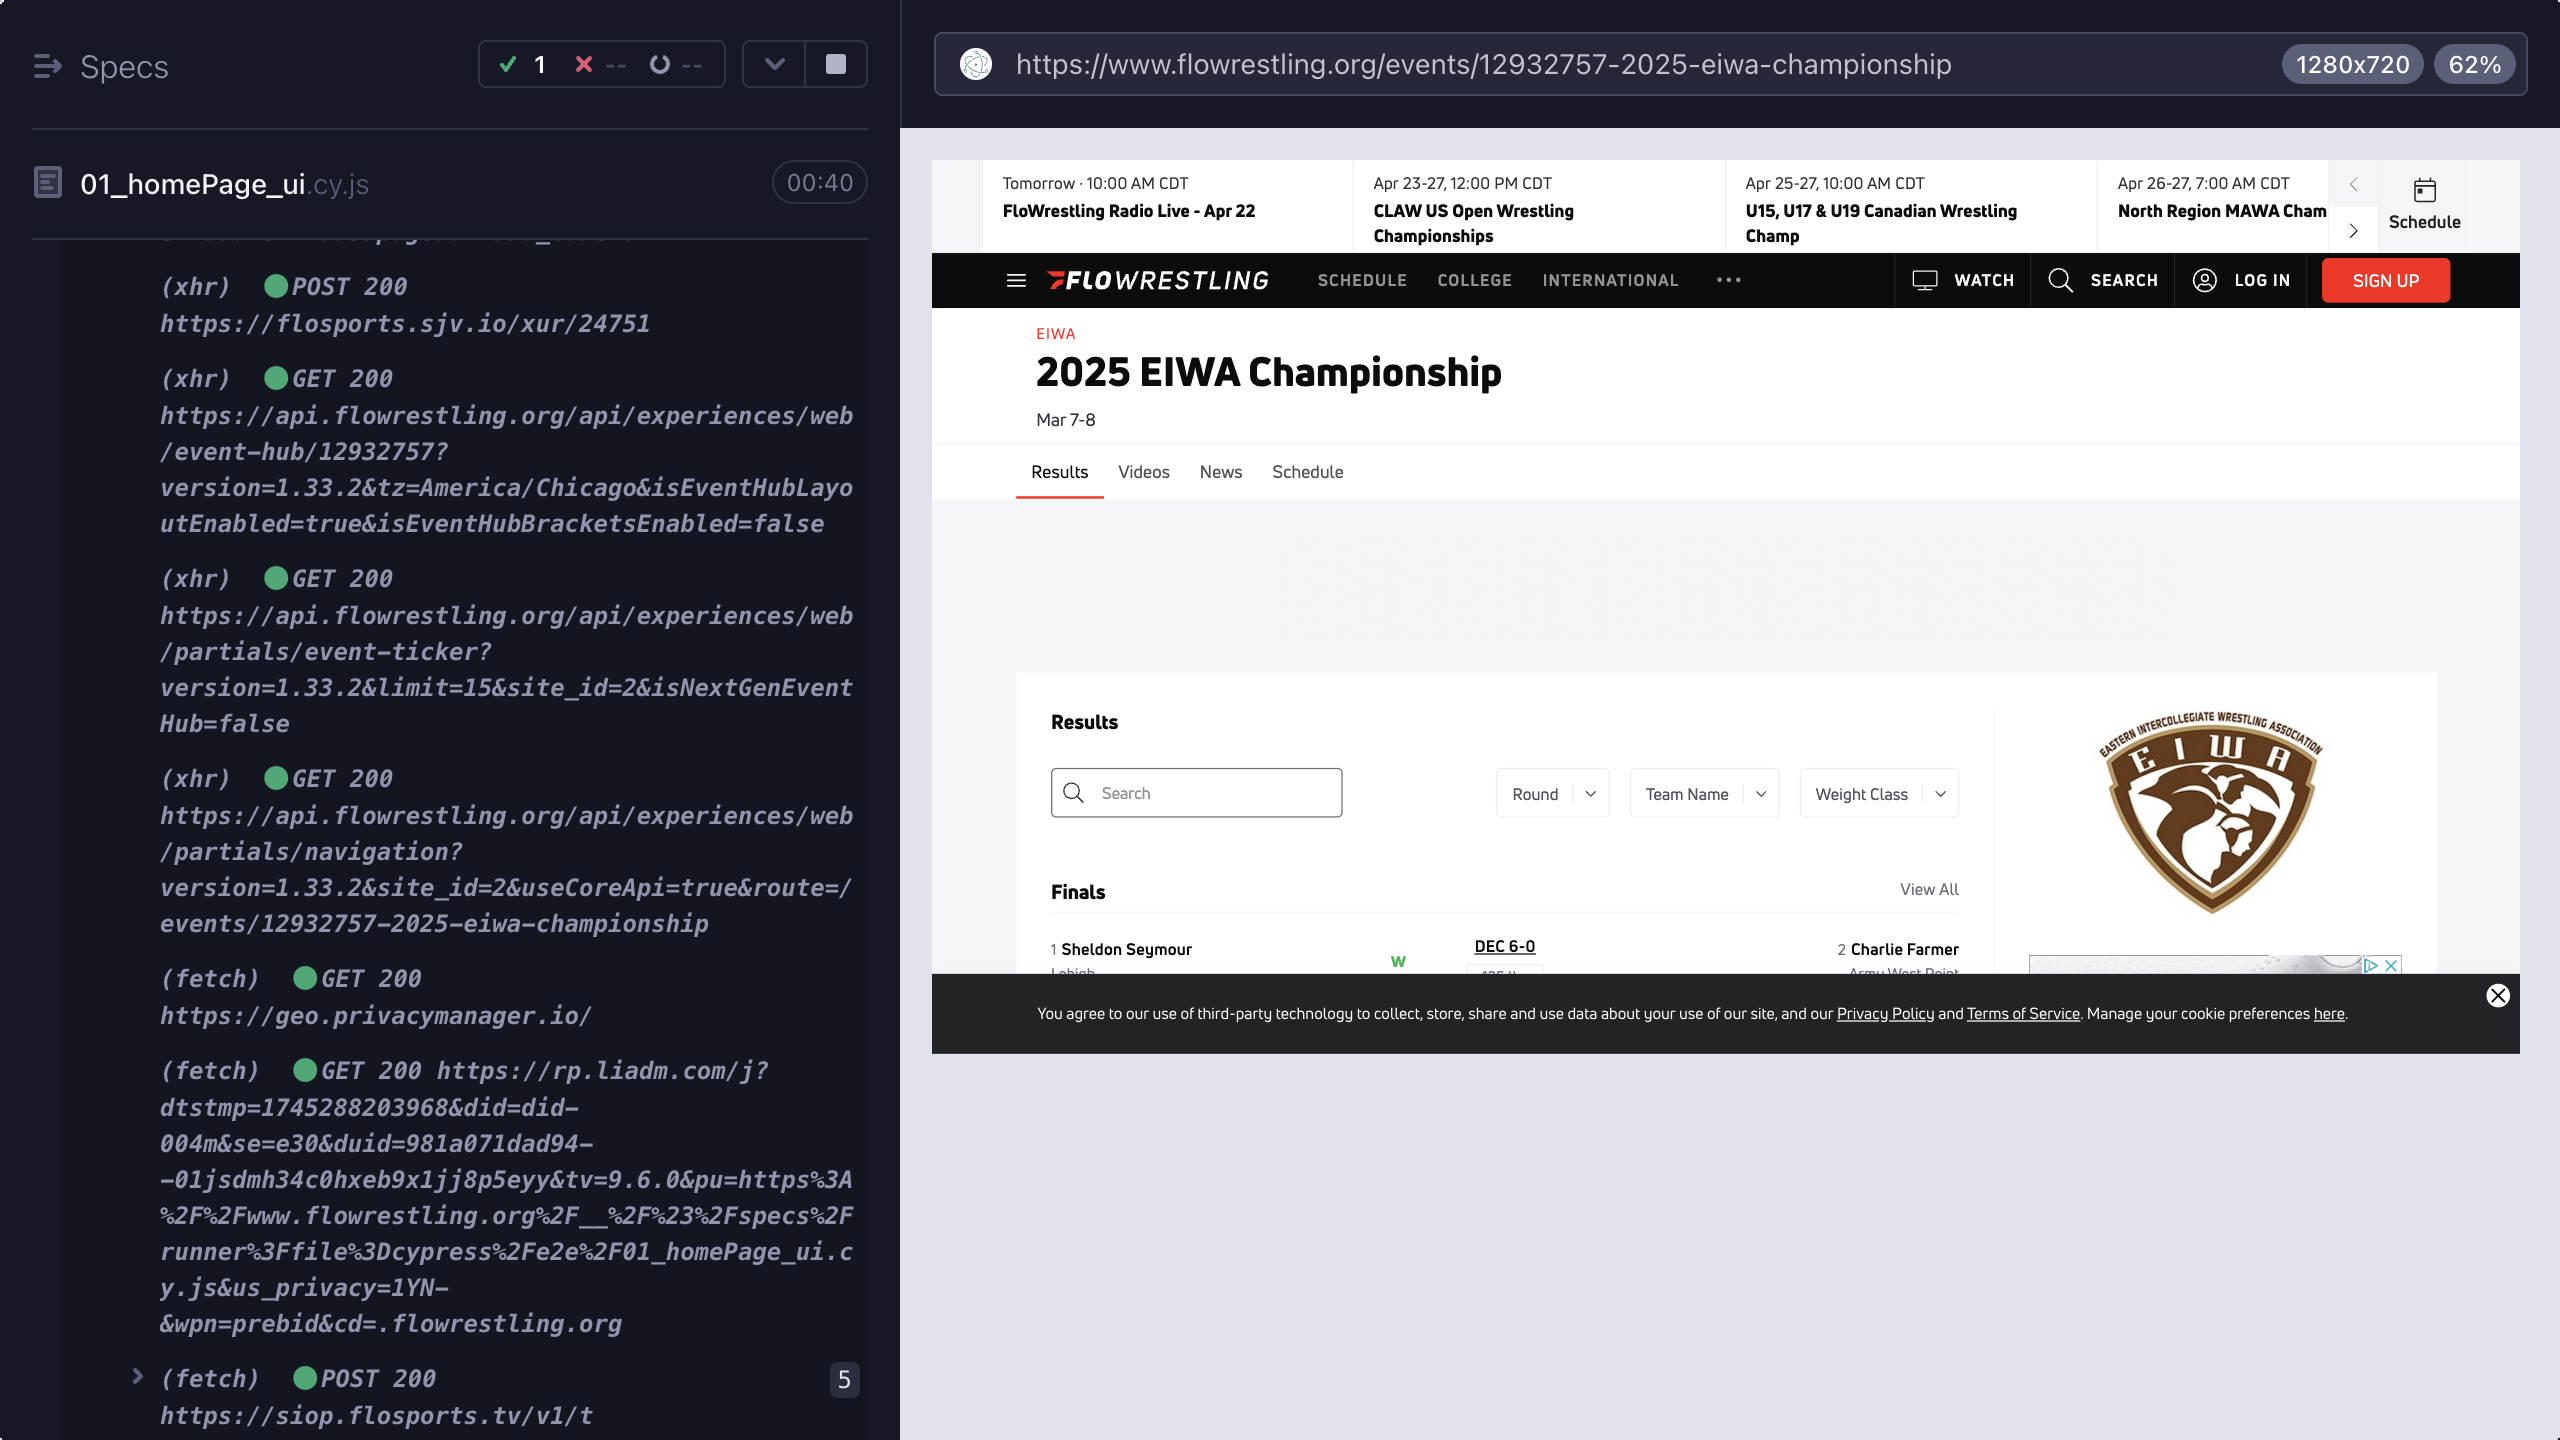 Specs
1
--
--
01_homePage_ui.cy.js
00:40
(xhr) POST 200
https://flosports.sjv.io/xur/24751
(xhr) GET 200
https://api.flowrestling.org/api/experiences/web
/event-hub/12932757?
version=1.33.2&tz=America/Chicago&isEventHubLayo
utEnabled=true&isEventHubBracketsEnabled=false
(xhr) GET 200
https://api.flowrestling.org/api/experiences/web
/partials/event-ticker?
version=1.33.2&limit=15&site_id=2&isNextGenEvent
Hub=false
(xhr) GET 200
https://api.flowrestling.org/api/experiences/web
/partials/navigation?
version=1.33.2&site_id=2&useCoreApi=true&route=/
events/12932757-2025-eiwa-championship
(fetch) GET 200
https://geo.privacymanager.io/
(fetch) GET 200 https://rp.liadm.com/j?
dtstmp=1745288203968&did=did-
004m&se=e30&duid=981a071dad94-
-01jsdmh34c0hxeb9x1jj8p5eyy&tv=9.6.0&pu=https%3A
%2F%2Fwww.flowrestling.org%2F__%2F%23%2Fspecs%2F
runner%3Ffile%3Dcypress%2Fe2e%2F01_homePage_ui.c
y.js&us_privacy=1YN-
&wpn=prebid&cd=.flowrestling.org
(fetch) POST 200
5
https://siop.flosports.tv/v1/t
https://www.flowrestling.org/events/12932757-2025-eiwa-championship
1280x720
62%
Tomorrow · 10:00 AM CDT
FloWrestling Radio Live - Apr 22
Apr 23-27, 12:00 PM CDT
CLAW US Open Wrestling
Championships
Apr 25-27, 10:00 AM CDT
U15, U17 & U19 Canadian Wrestling
Champ
Apr 26-27, 7:00 AM CDT
North Region MAWA Cham
Schedule
FLOWRESTLING
SCHEDULE
COLLEGE
INTERNATIONAL
WATCH
SEARCH
LOG IN
SIGN UP
EIWA
2025 EIWA Championship
Mar 7-8
Results
Videos
News
Schedule
Results
Search
Round
Team Name
Weight Class
Finals
View All
1 Sheldon Seymour
Lehigh
W
DEC 6-0
2 Charlie Farmer
Army West Point
EASTERN INTERCOLLEGIATE WRESTLING ASSOCIATION
EIWA
You agree to our use of third-party technology to collect, store, share and use data about your use of our site, and our Privacy Policy and Terms of Service. Manage your cookie preferences here.